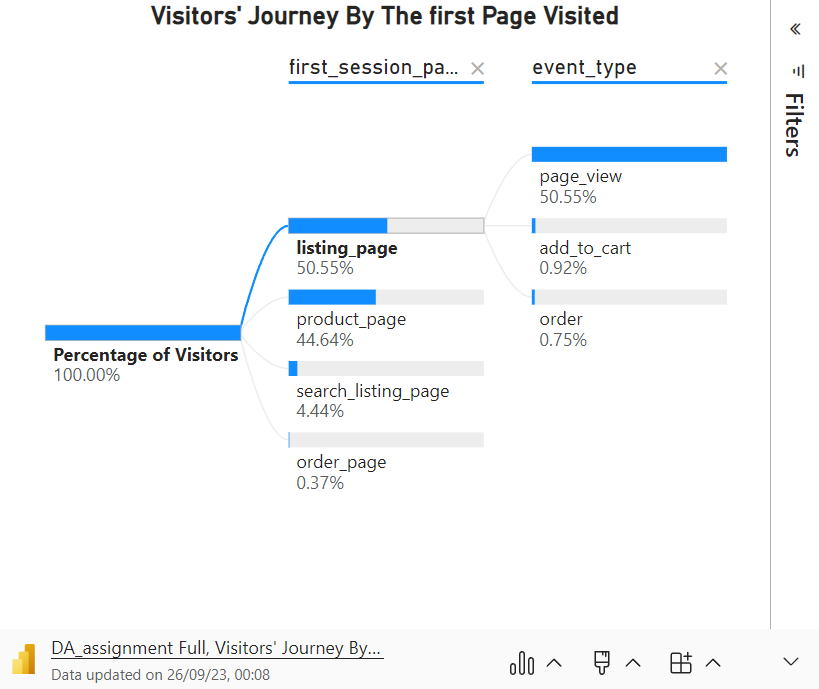 Visitors' Journey By The first Page Visited
first_session_pa...
event_type
Filters
page_view
50.55%
listing_page
50.55%
add_to_cart
0.92%
product_page
44.64%
order
0.75%
Percentage of Visitors
100.00%
search_listing_page
4.44%
order_page
0.37%
DA_assignment Full, Visitors' Journey By...
Data updated on 26/09/23, 00:08